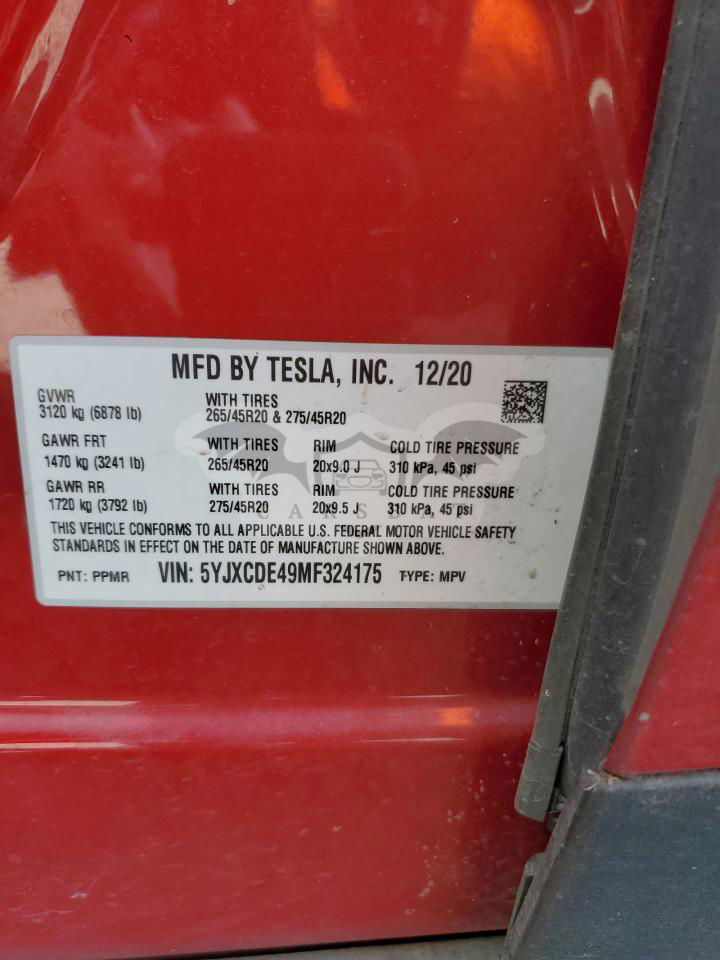 MFD BY TESLA, INC. 12/20
GVWR
3120 kg (6878 lb)
WITH TIRES
265/45R20 & 275/45R20
GAWR FRT WITH TIRES RIM COLD TIRE PRESSURE
1470 kg (3241 lb) 265/45R20 20x9.0 J 310 kPa, 45 psi
GAWR RR WITH TIRES RIM COLD TIRE PRESSURE
1720 kg (3792 lb) 275/45R20 20x9.5 J 310 kPa, 45 psi
THIS VEHICLE CONFORMS TO ALL APPLICABLE U.S. FEDERAL MOTOR VEHICLE SAFETY
STANDARDS IN EFFECT ON THE DATE OF MANUFACTURE SHOWN ABOVE.
PNT: PPMR VIN: 5YJXCDE49MF324175 TYPE: MPV